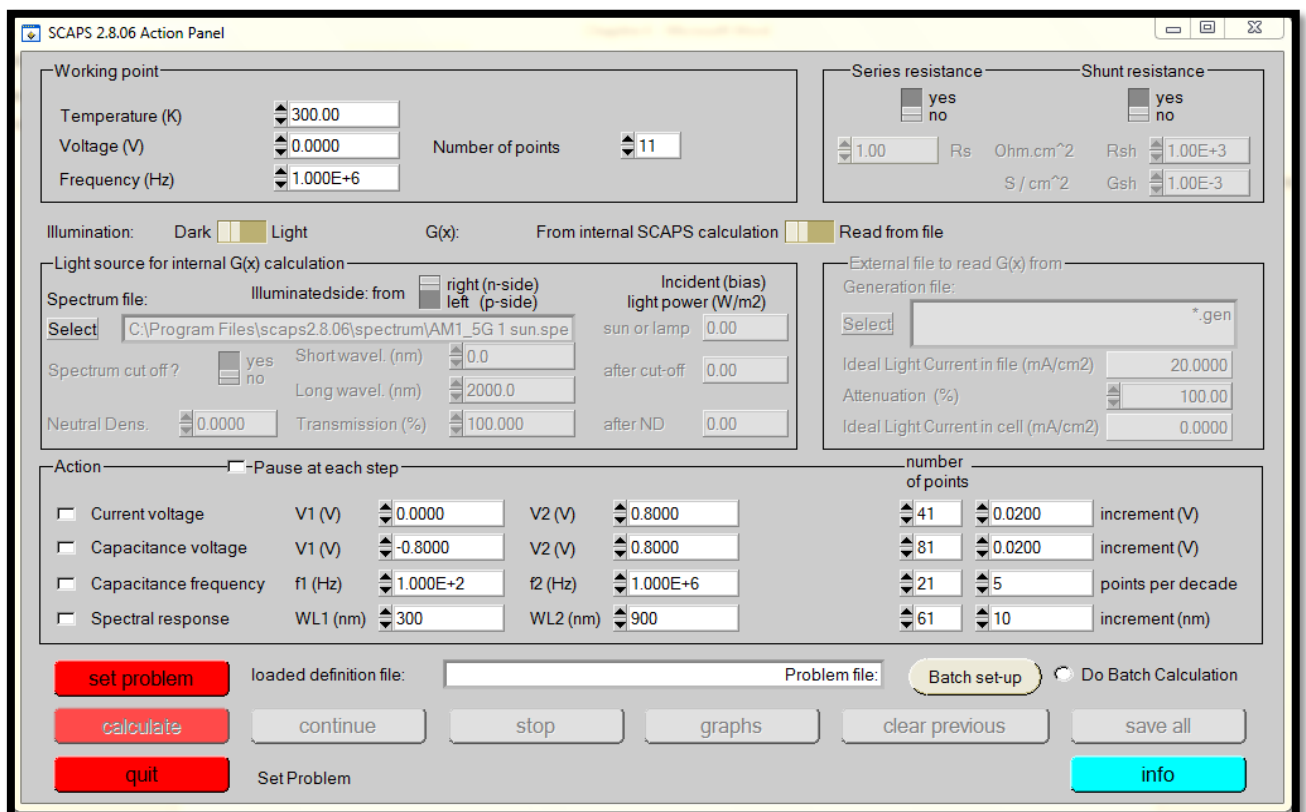 SCAPS 2.8.06 Action Panel
Working point
Temperature (K) 300.00
Voltage (V) 0.0000 Number of points 11
Frequency (Hz) 1.000E+6
Series resistance Shunt resistance
yes yes
no no
1.00 Rs Ohm.cm^2 Rsh 1.00E+3
S / cm^2 Gsh 1.00E-3
Illumination: Dark Light G(x): From internal SCAPS calculation Read from file
Light source for internal G(x) calculation
Spectrum file: Illuminatedside: from right (n-side) left (p-side) Incident (bias) light power (W/m2)
Select C:\Program Files\scaps2.8.06\spectrum\AM1_5G 1 sun.spe sun or lamp 0.00
Spectrum cut off? yes no Short wavel. (nm) 0.0 after cut-off 0.00
Long wavel. (nm) 2000.0
Neutral Dens. 0.0000 Transmission (%) 100.000 after ND 0.00
External file to read G(x) from
Generation file:
Select *.gen
Ideal Light Current in file (mA/cm2) 20.0000
Attenuation (%) 100.00
Ideal Light Current in cell (mA/cm2) 0.0000
Action Pause at each step number of points
Current voltage V1 (V) 0.0000 V2 (V) 0.8000 41 0.0200 increment (V)
Capacitance voltage V1 (V) -0.8000 V2 (V) 0.8000 81 0.0200 increment (V)
Capacitance frequency f1 (Hz) 1.000E+2 f2 (Hz) 1.000E+6 21 5 points per decade
Spectral response WL1 (nm) 300 WL2 (nm) 900 61 10 increment (nm)
set problem loaded definition file: Problem file: Batch set-up Do Batch Calculation
calculate continue stop graphs clear previous save all
quit Set Problem info